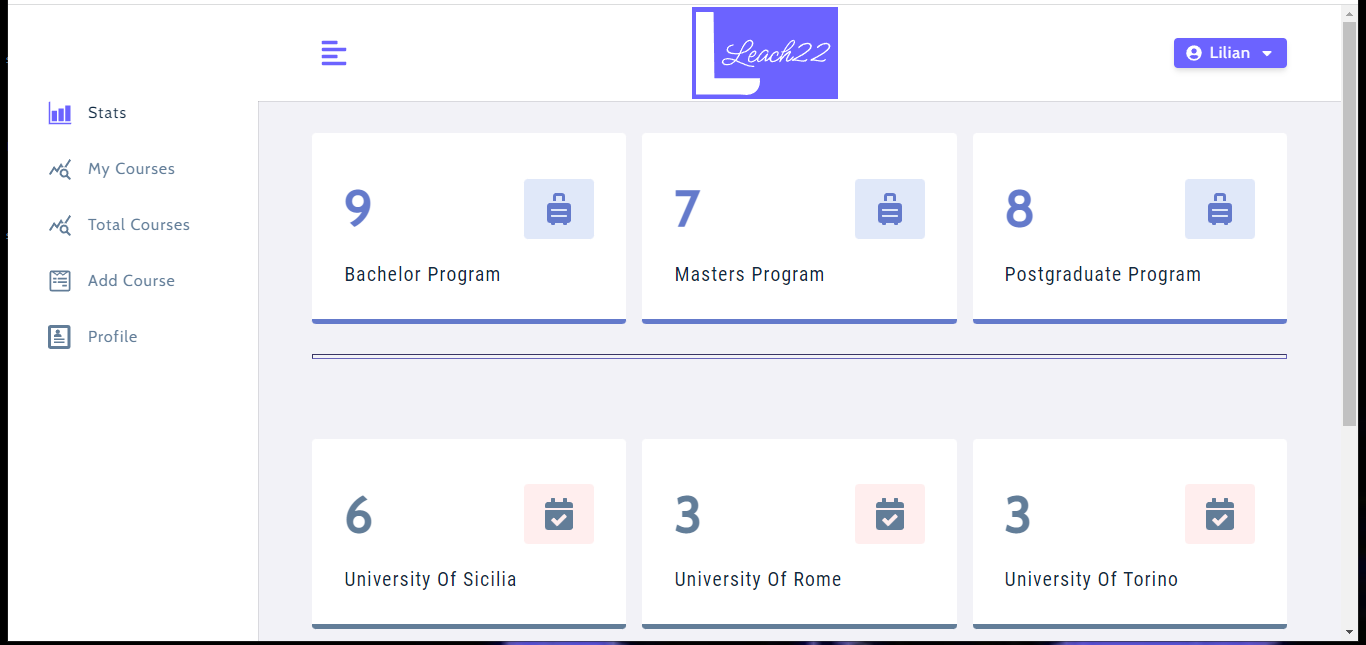 Leach22
Lilian
Stats
My Courses
Total Courses
Add Course
Profile
9
Bachelor Program
7
Masters Program
8
Postgraduate Program
6
University Of Sicilia
3
University Of Rome
3
University Of Torino